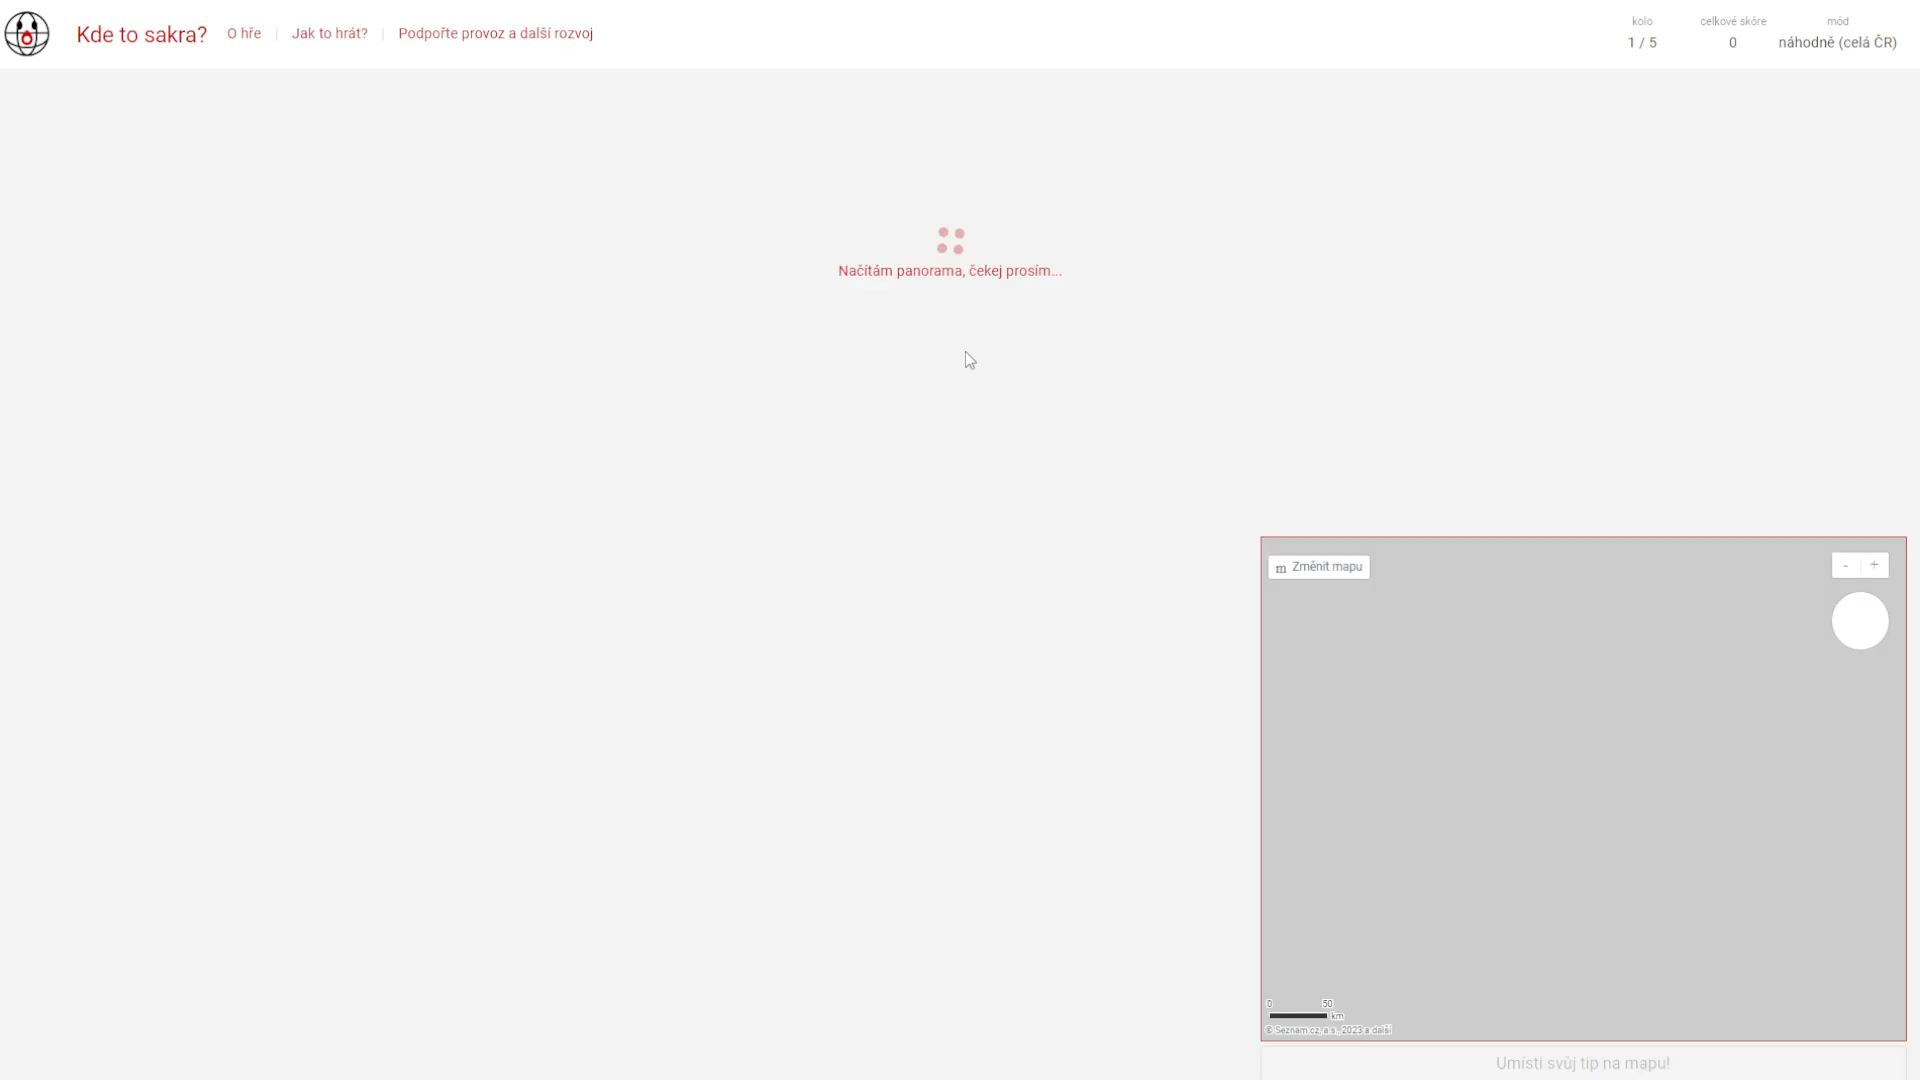 Kde to sakra?
O hře
Jak to hrát?
Podpořte provoz a další rozvoj
kolo
1 / 5
celkové skóre
0
mód
náhodně (celá ČR)
Načítám panorama, čekej prosím...
m Změnit mapu
- +
0 50
km
© Seznam.cz, a.s., 2023 a další
Umísti svůj tip na mapu!